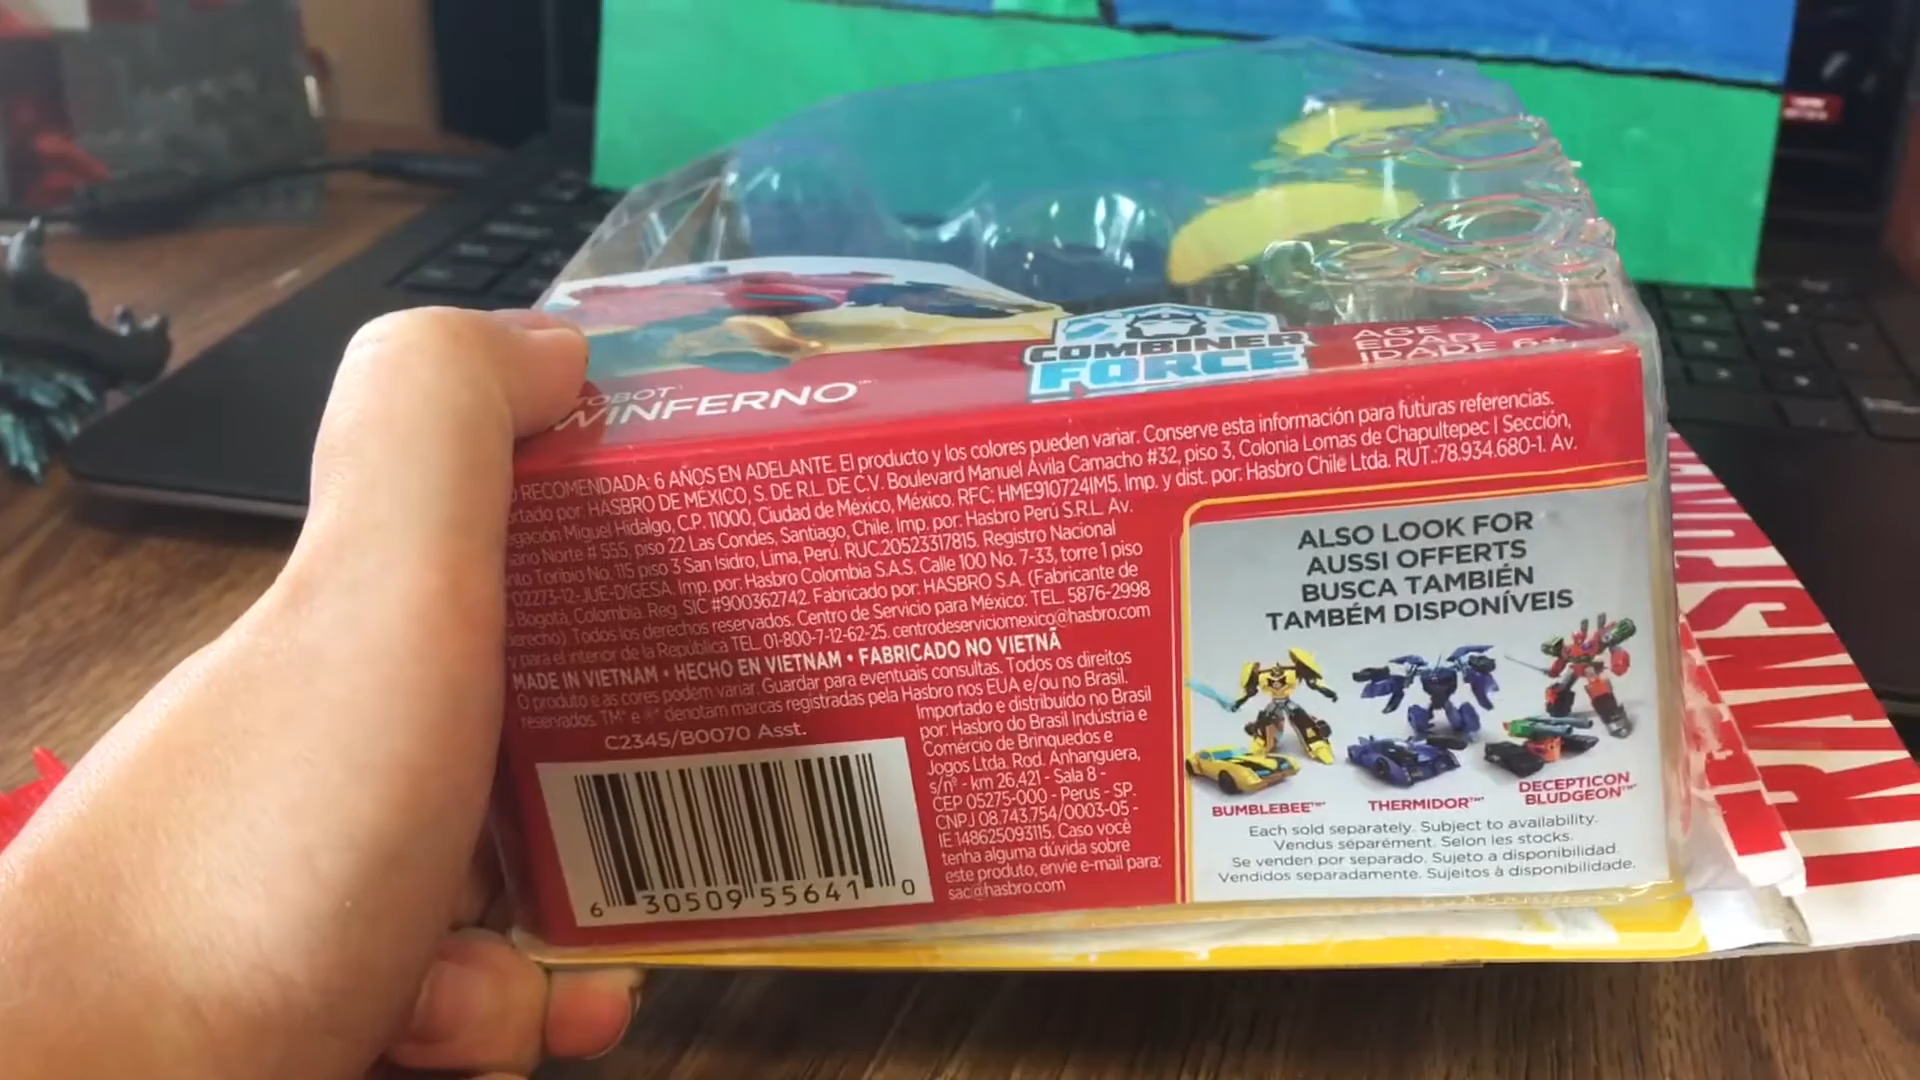 TOBOT
WINFERNO™
COMBINER
FORCE
AGE
EDAD
IDADE 6+
RECOMENDADA: 6 AÑOS EN ADELANTE. El producto y los colores pueden variar. Conserve esta información para futuras referencias.
rtado por: HASBRO DE MÉXICO, S. DE R.L. DE C.V. Boulevard Manuel Ávila Camacho #32, piso 3, Colonia Lomas de Chapultepec I Sección,
egación Miguel Hidalgo, C.P. 11000, Ciudad de México, México. RFC: HME910724IM5. Imp. y dist. por: Hasbro Chile Ltda. RUT.:78.934.680-1. Av.
ano Norte # 555, piso 22 Las Condes, Santiago, Chile. Imp. por: Hasbro Perú S.R.L. Av.
nto Toribio No. 115 piso 3 San Isidro, Lima, Perú. RUC:20523317815. Registro Nacional
02273-12-JUE-DIGESA. Imp. por: Hasbro Colombia S.A.S. Calle 100 No. 7-33, torre 1 piso
Bogotá, Colombia. Reg. SIC #900362742. Fabricado por: HASBRO S.A. (Fabricante de
derecho). Todos los derechos reservados. Centro de Servicio para México: TEL. 5876-2998
y para el interior de la República TEL. 01-800-7-12-62-25. centrodeserviciomexico@hasbro.com
MADE IN VIETNAM • HECHO EN VIETNAM • FABRICADO NO VIETNÃ
O produto e as cores podem variar. Guardar para eventuais consultas. Todos os direitos
reservados. TM* e ®* denotam marcas registradas pela Hasbro nos EUA e/ou no Brasil.
Importado e distribuído no Brasil
por: Hasbro do Brasil Indústria e
Comércio de Brinquedos e
Jogos Ltda. Rod. Anhanguera,
s/nº - km 26,421 - Sala 8 -
CEP 05275-000 - Perus - SP.
CNPJ 08.743.754/0003-05 -
IE 148625093115. Caso você
tenha alguma dúvida sobre
este produto, envie e-mail para:
sac@hasbro.com
C2345/B0070 Asst.
6 30509 55641 0
ALSO LOOK FOR
AUSSI OFFERTS
BUSCA TAMBIÉN
TAMBÉM DISPONÍVEIS
BUMBLEBEE™
THERMIDOR™
DECEPTICON
BLUDGEON™
Each sold separately. Subject to availability.
Vendus séparément. Selon les stocks.
Se venden por separado. Sujeto a disponibilidad.
Vendidos separadamente. Sujeitos à disponibilidade.